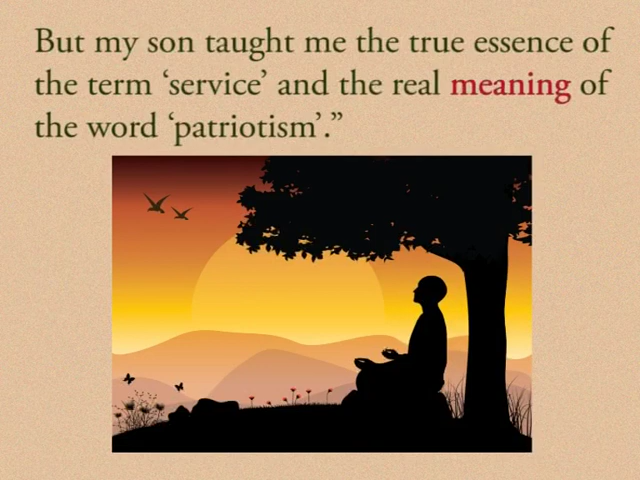 But my son taught me the true essence of
the term ‘service’ and the real meaning of
the word ‘patriotism’.”